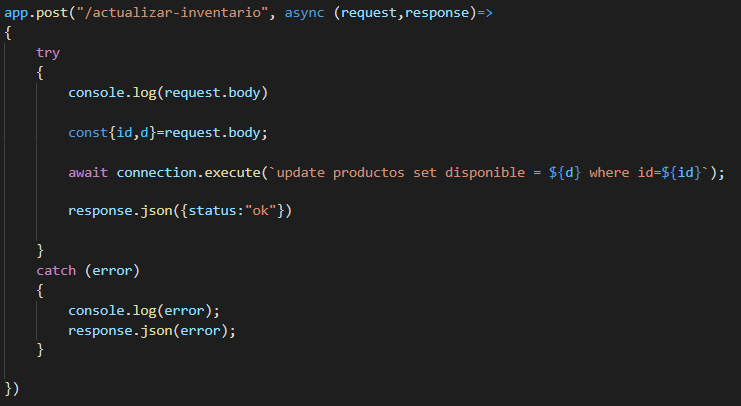 app.post("/actualizar-inventario", async (request,response)=>
{
try
{
console.log(request.body)
const{id,d}=request.body;
await connection.execute(`update productos set disponible = ${d} where id=${id}`);
response.json({status:"ok"})
}
catch (error)
{
console.log(error);
response.json(error);
}
})